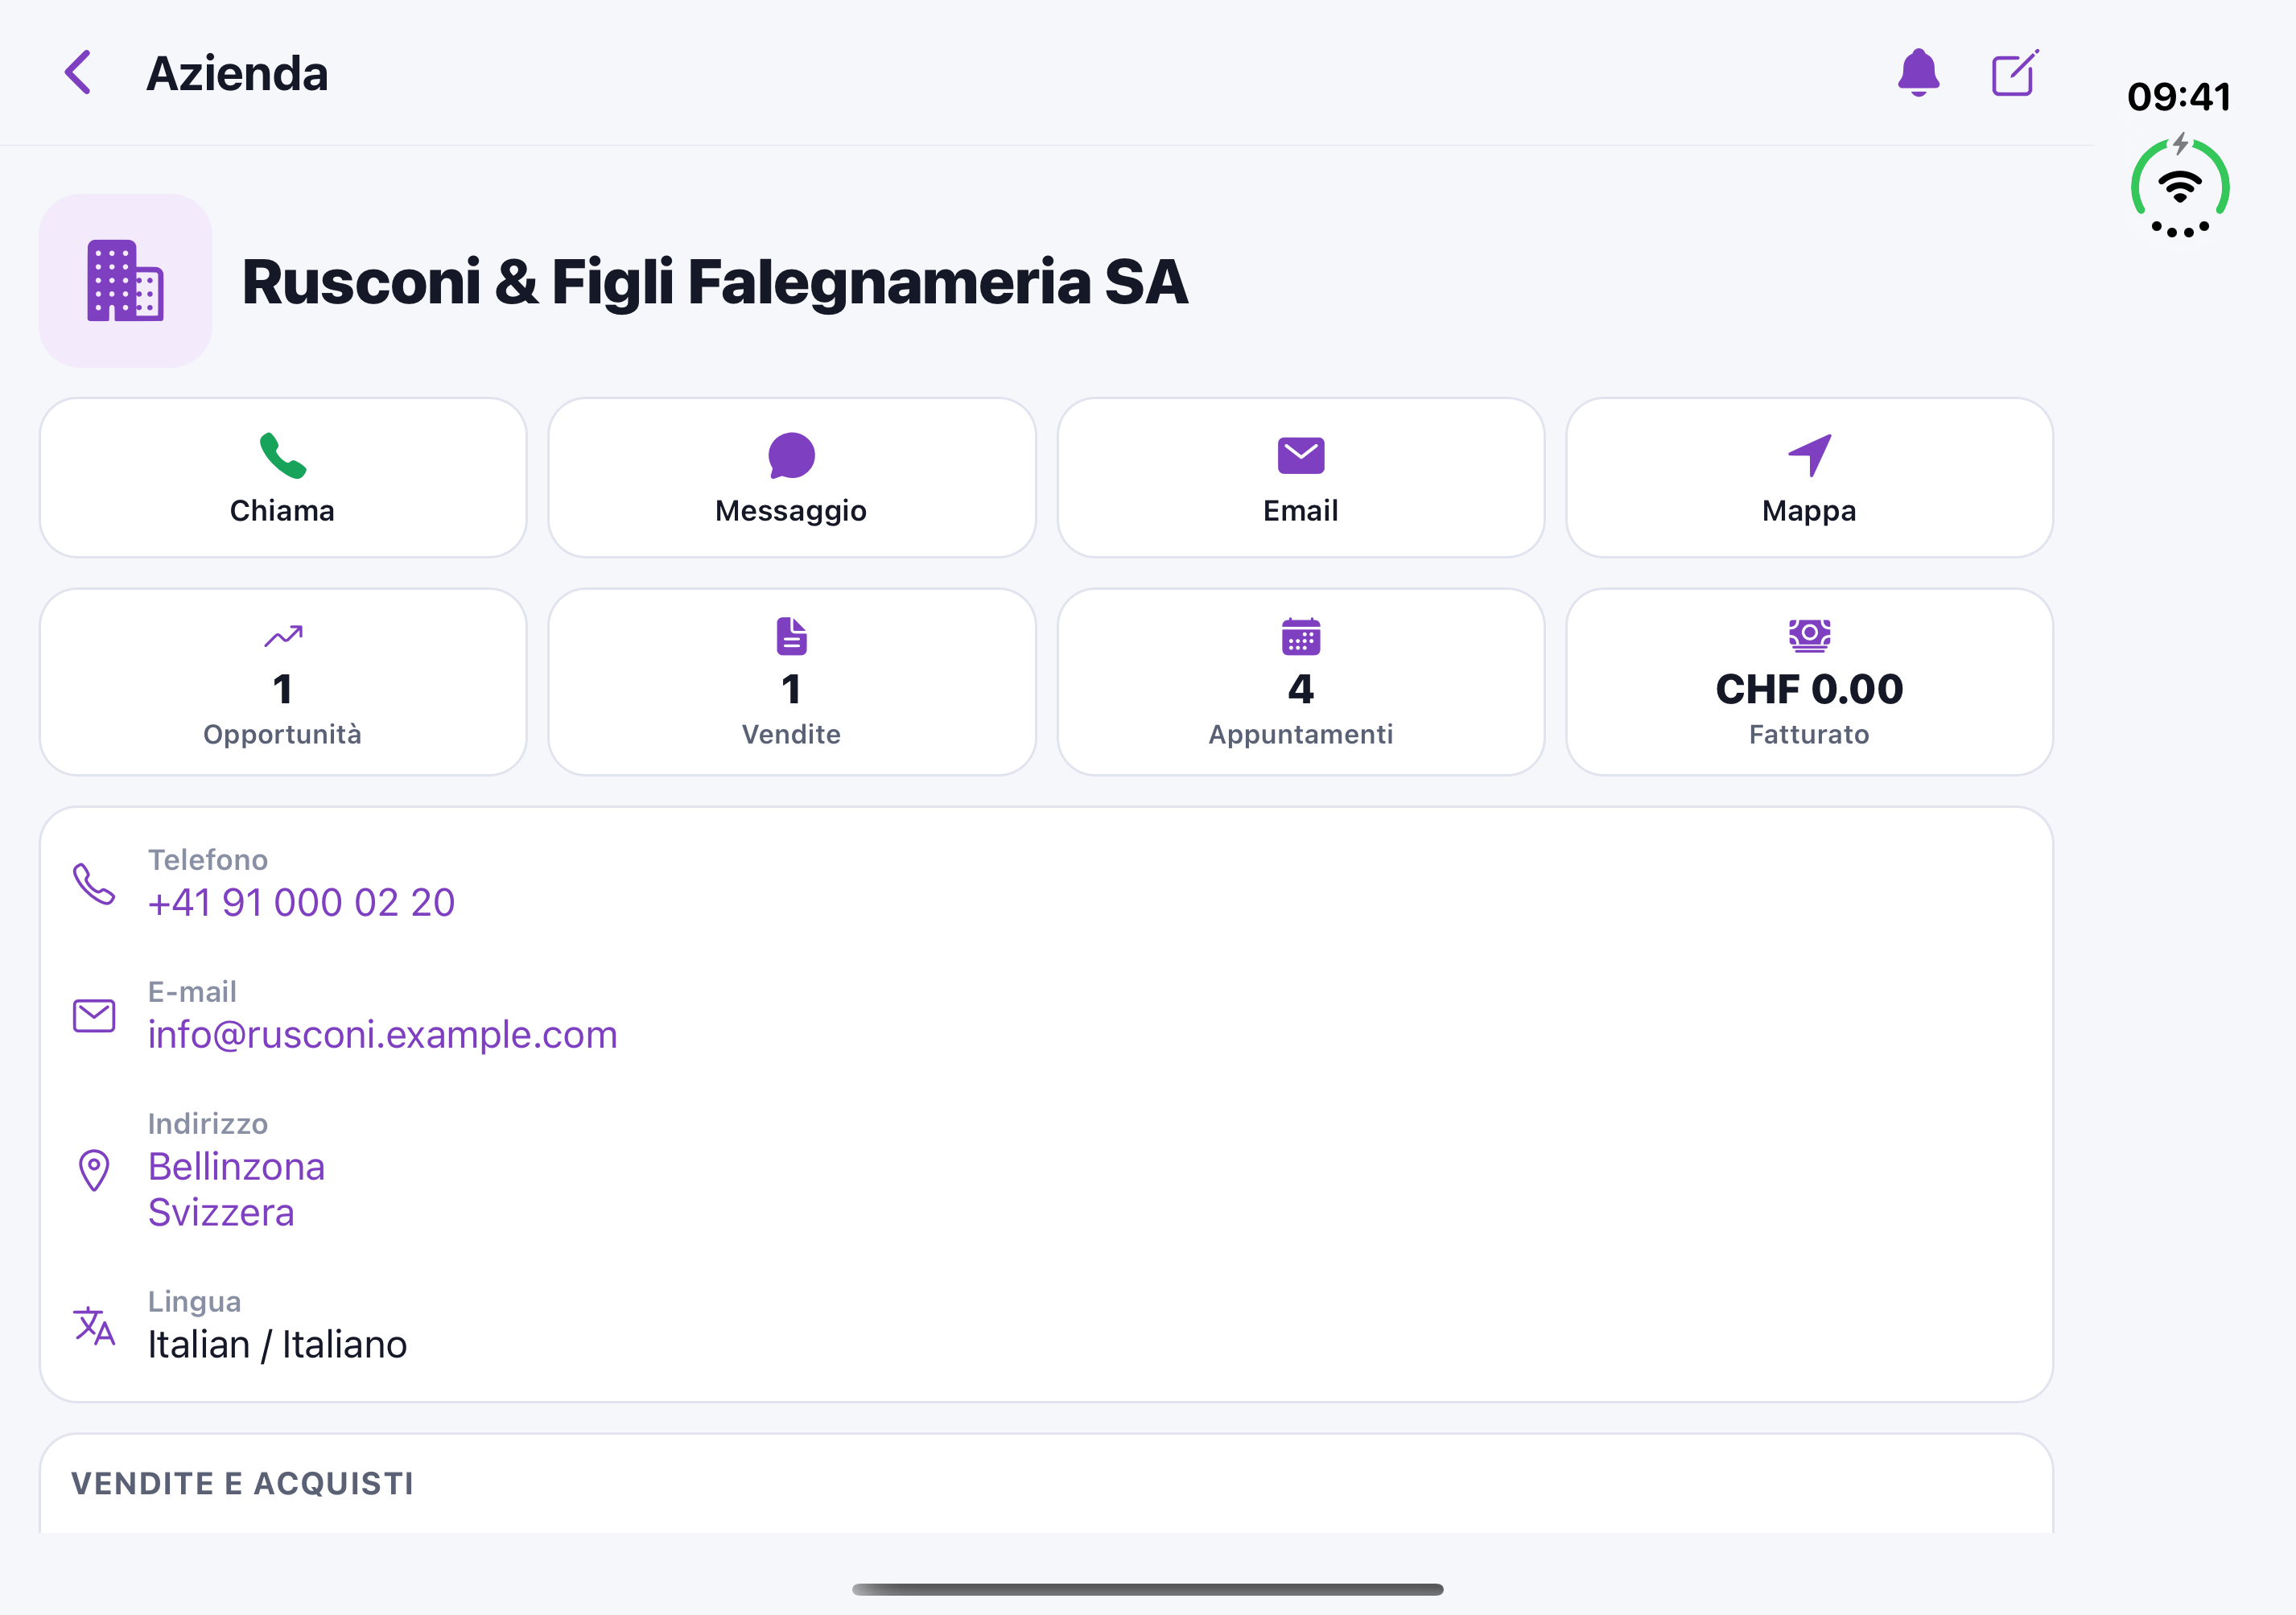 Azienda
09:41
Rusconi & Figli Falegnameria SA
Chiama
Messaggio
Email
Mappa
1
Opportunità
1
Vendite
4
Appuntamenti
CHF 0.00
Fatturato
Telefono
+41 91 000 02 20
E-mail
info@rusconi.example.com
Indirizzo
Bellinzona
Svizzera
Lingua
Italian / Italiano
VENDITE E ACQUISTI